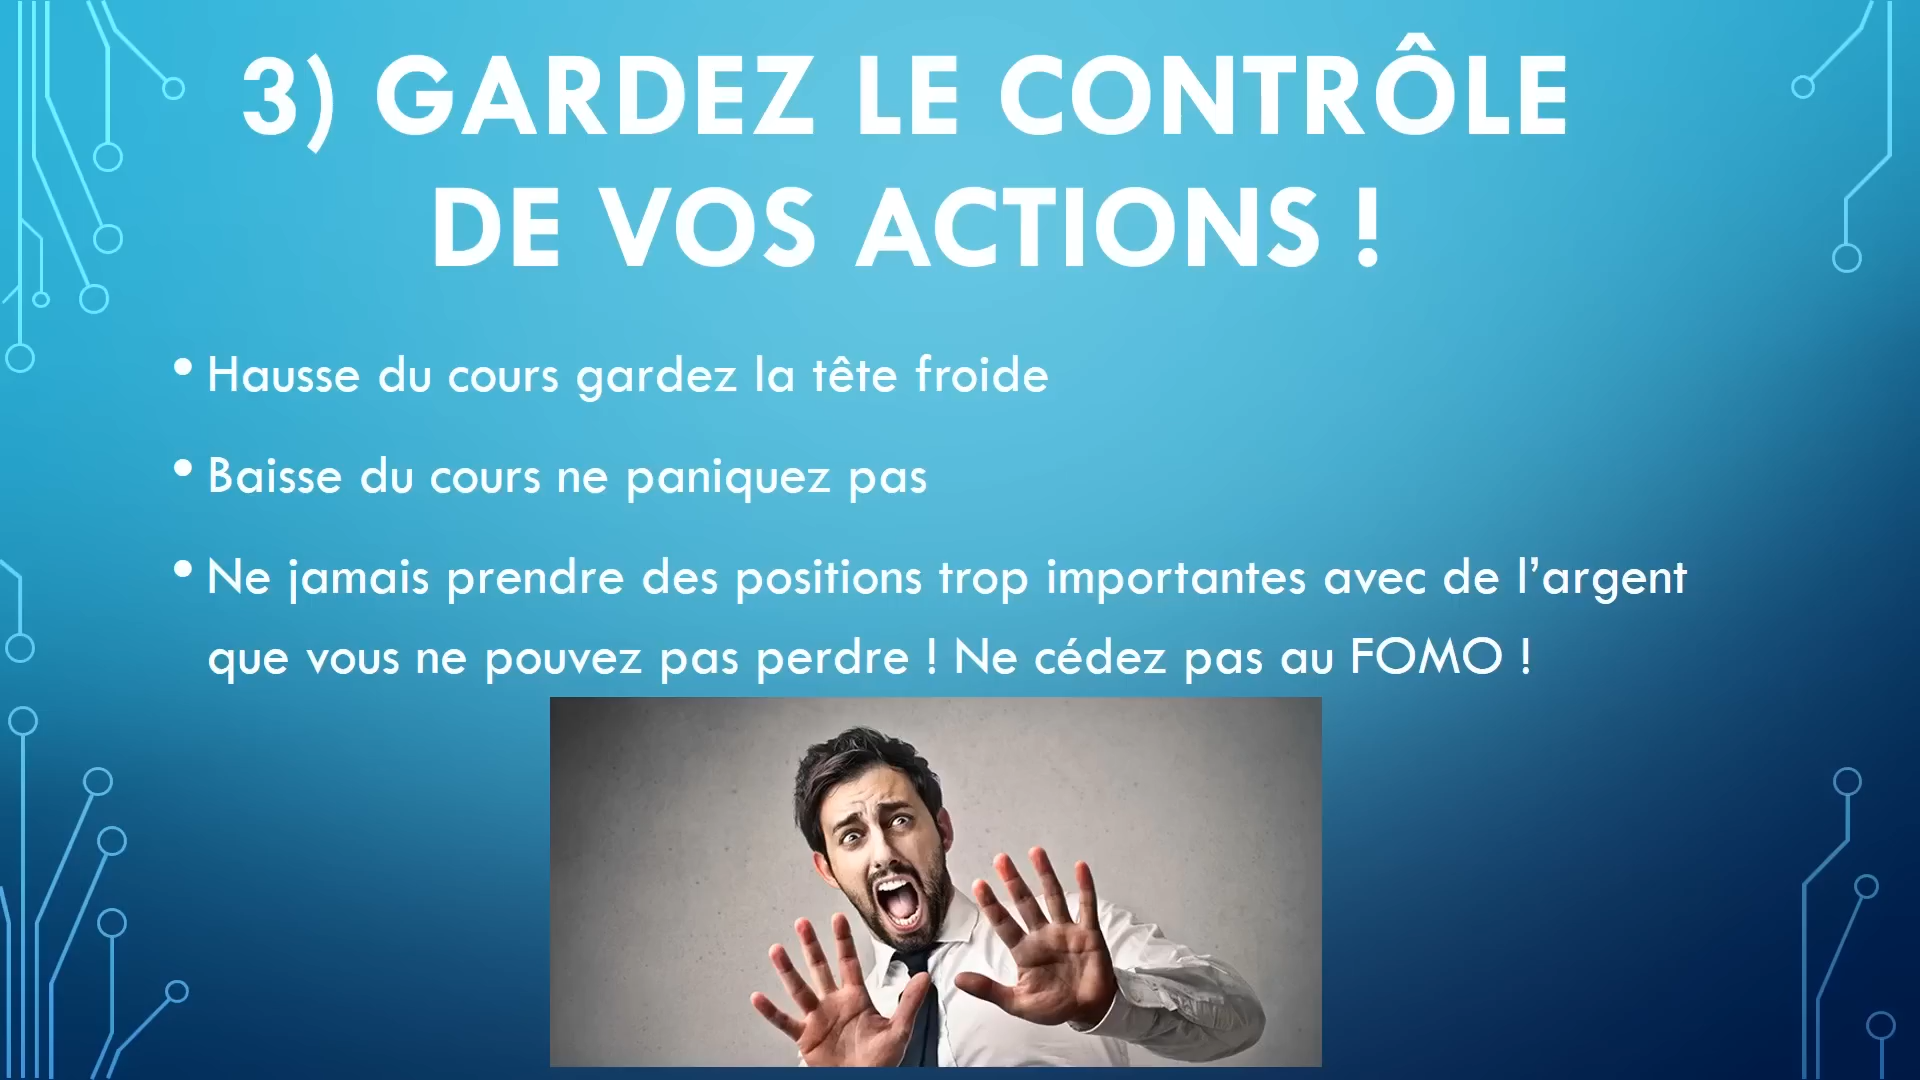 3) GARDEZ LE CONTRÔLE
DE VOS ACTIONS !
• Hausse du cours gardez la tête froide
• Baisse du cours ne paniquez pas
• Ne jamais prendre des positions trop importantes avec de l’argent
que vous ne pouvez pas perdre ! Ne cédez pas au FOMO !